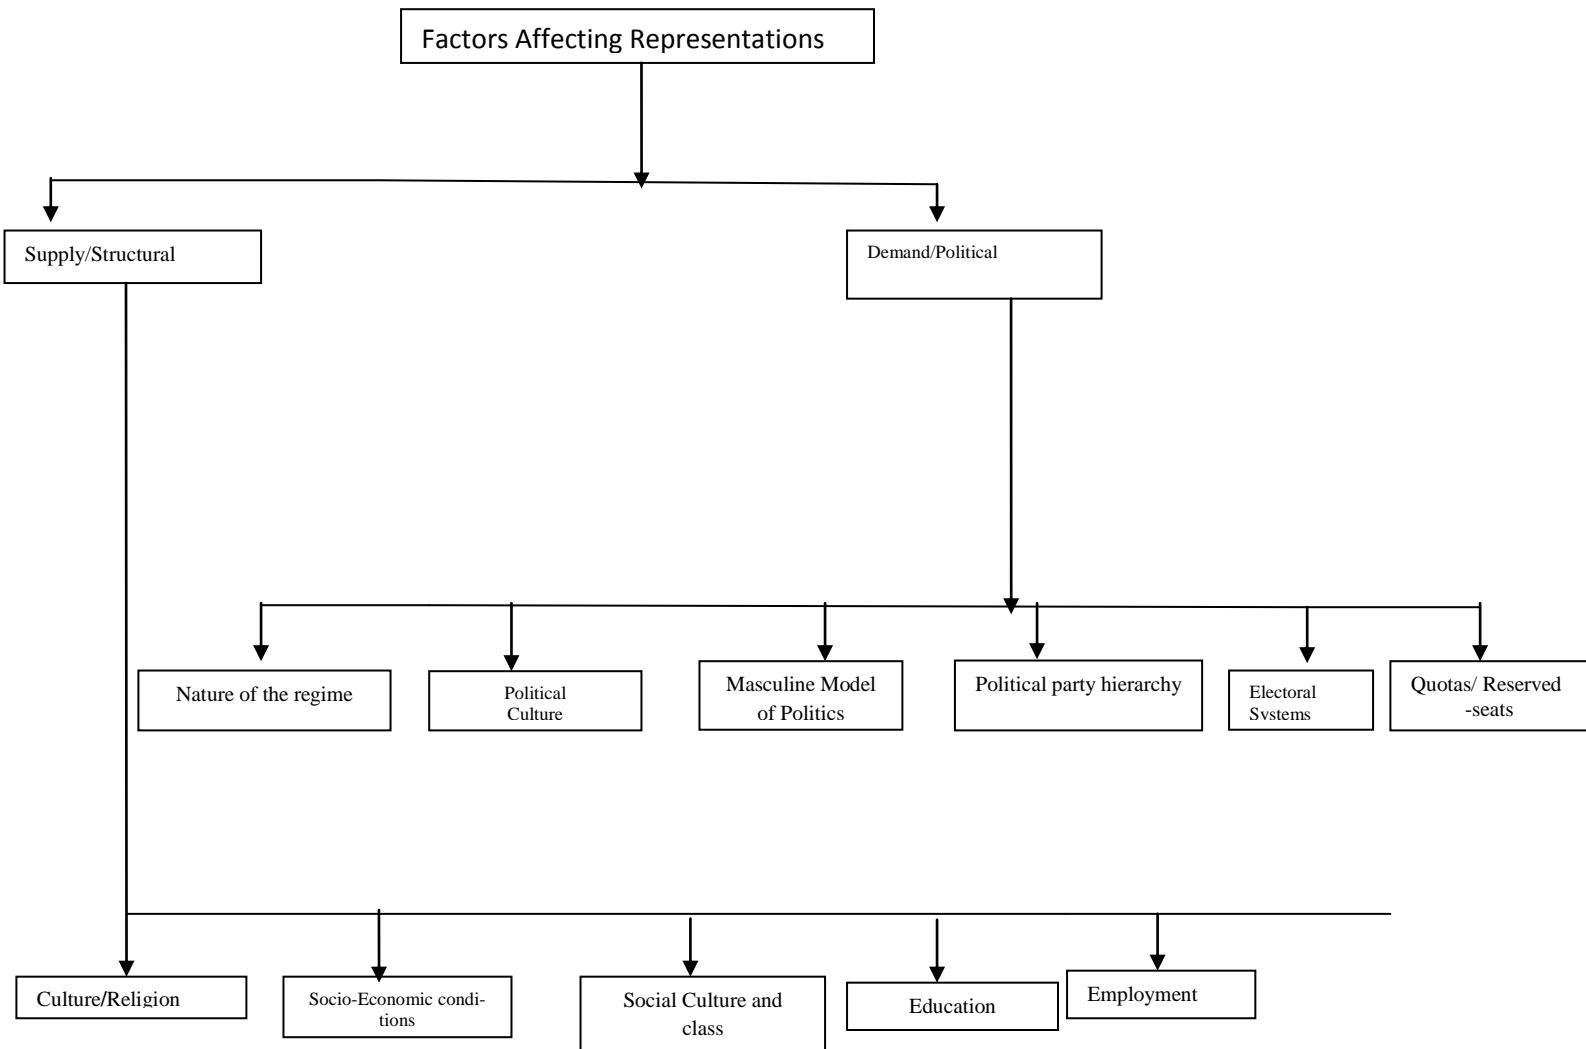 Factors Affecting Representations
Supply/Structural
Demand/Political
Nature of the regime
Political
Culture
Masculine Model
of Politics
Political party hierarchy
Electoral
Systems
Quotas/ Reserved
-seats
Culture/Religion
Socio-Economic condi-
tions
Social Culture and
class
Education
Employment